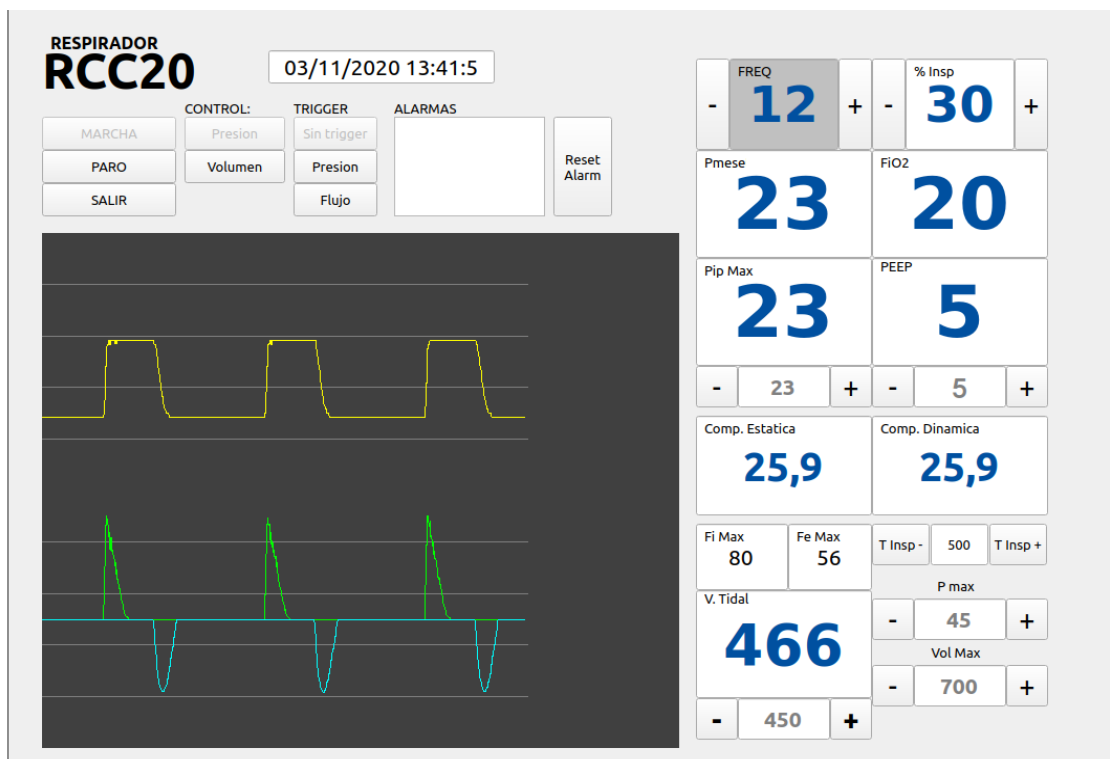 RESPIRADOR
RCC20
03/11/2020 13:41:5
CONTROL: TRIGGER ALARMAS
MARCHA Presion Sin trigger
PARO Volumen Presion
SALIR Flujo
Reset
Alarm
FREQ
- 12 +
% Insp
- 30 +
Pmese
23
FiO2
20
Pip Max
23
- 23 +
PEEP
5
- 5 +
Comp. Estatica
25,9
Comp. Dinamica
25,9
Fi Max
80
Fe Max
56
T Insp - 500 T Insp +
V. Tidal
466
- 450 +
P max
- 45 +
Vol Max
- 700 +